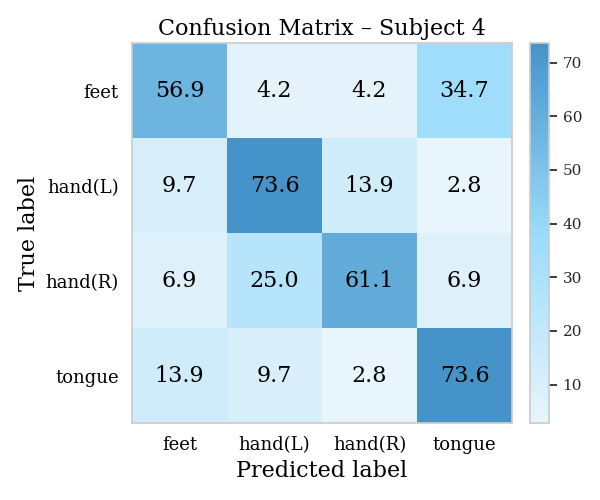 Confusion Matrix – Subject 4
True label
feet 56.9 4.2 4.2 34.7
hand(L) 9.7 73.6 13.9 2.8
hand(R) 6.9 25.0 61.1 6.9
tongue 13.9 9.7 2.8 73.6
feet hand(L) hand(R) tongue
Predicted label
70
60
50
40
30
20
10